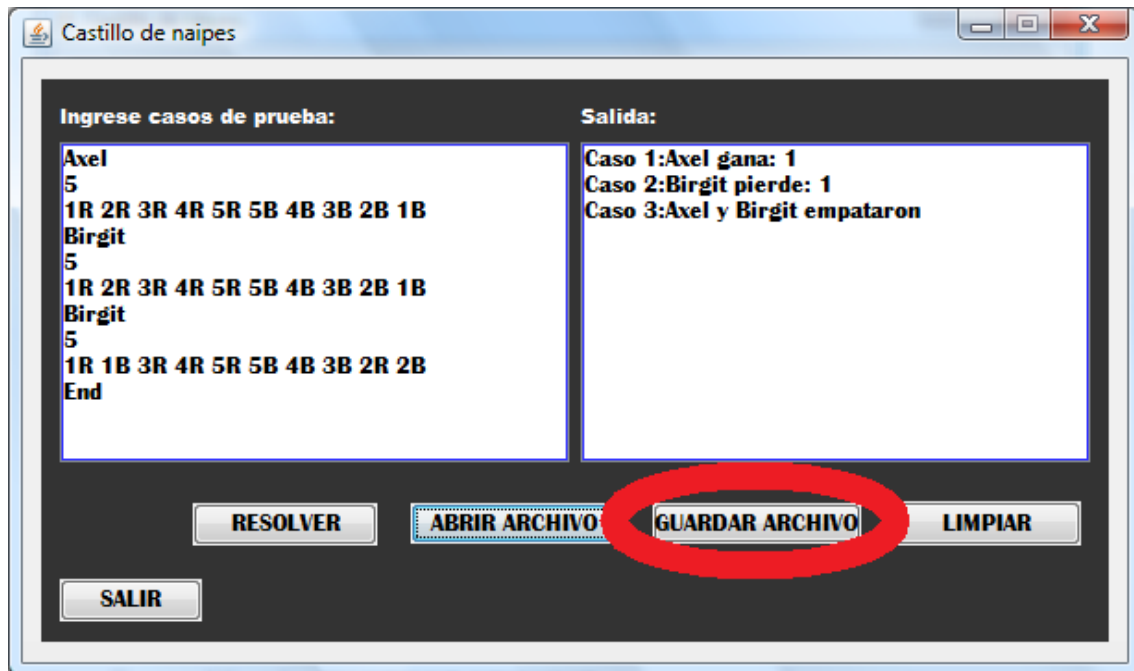 Castillo de naipes
Ingrese casos de prueba:
Axel
5
1R 2R 3R 4R 5R 5B 4B 3B 2B 1B
Birgit
5
1R 2R 3R 4R 5R 5B 4B 3B 2B 1B
Birgit
5
1R 1B 3R 4R 5R 5B 4B 3B 2R 2B
End
Salida:
Caso 1:Axel gana: 1
Caso 2:Birgit pierde: 1
Caso 3:Axel y Birgit empataron
RESOLVER
ABRIR ARCHIVO
GUARDAR ARCHIVO
LIMPIAR
SALIR